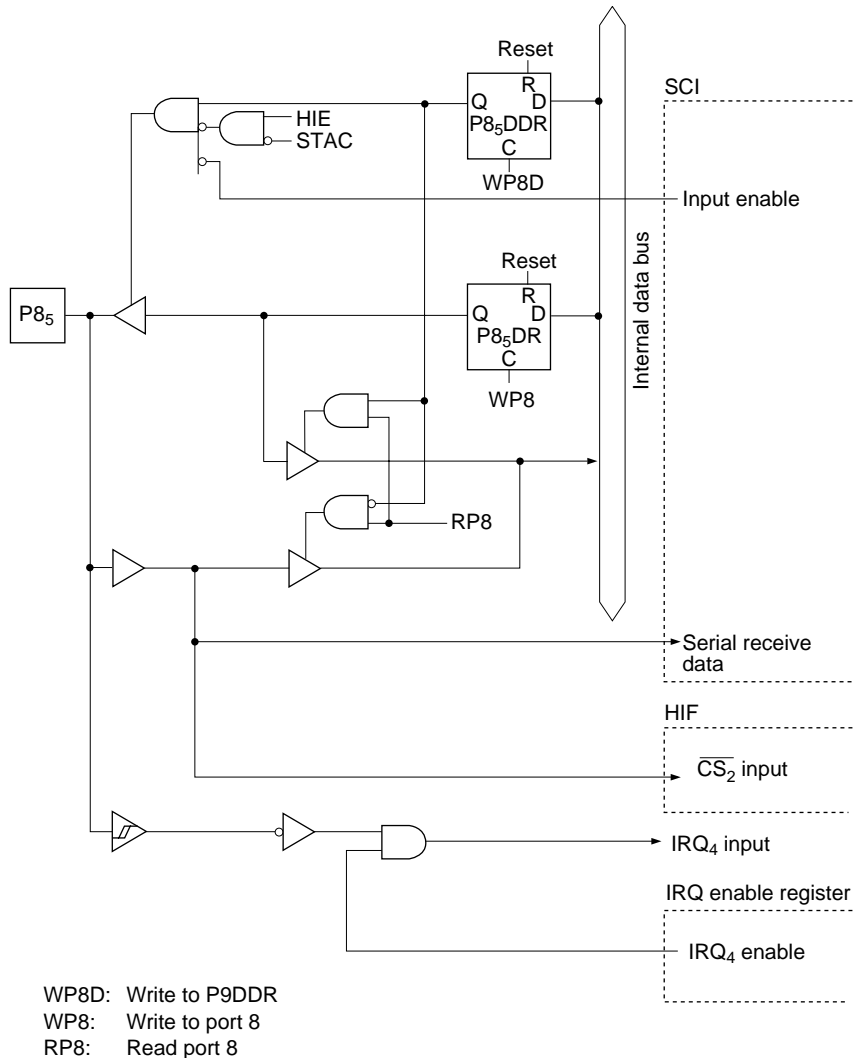 Reset
SCI
R
Q D
HIE
P8₅DDR
STAC
C
WP8D
Input enable
Internal data bus
Reset
R
P8₅
Q D
P8₅DR
C
WP8
RP8
Serial receive
data
HIF
C̅S̅₂ input
IRQ₄ input
IRQ enable register
IRQ₄ enable
WP8D: Write to P9DDR
WP8: Write to port 8
RP8: Read port 8